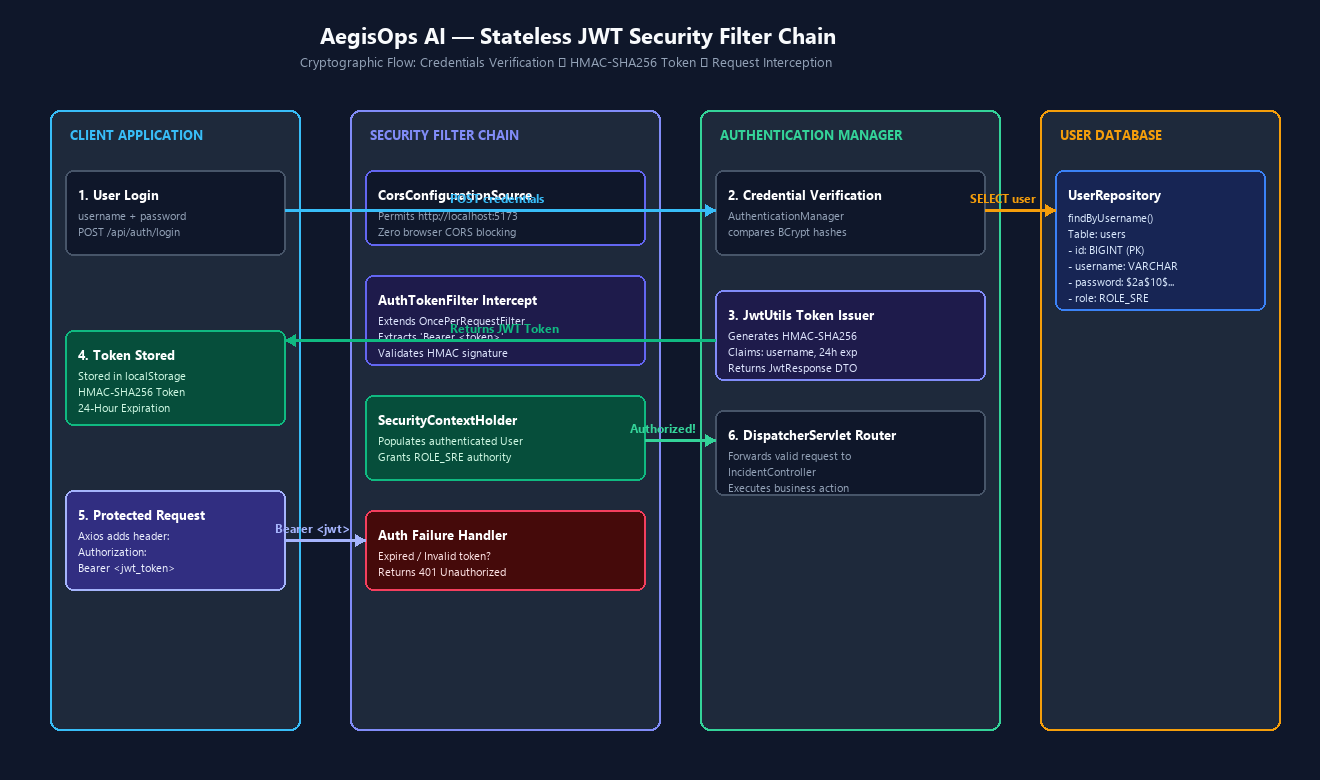 AegisOps AI — Stateless JWT Security Filter Chain
Cryptographic Flow: Credentials Verification ▯ HMAC-SHA256 Token ▯ Request Interception
CLIENT APPLICATION
1. User Login
username + password
POST /api/auth/login
4. Token Stored
Stored in localStorage
HMAC-SHA256 Token
24-Hour Expiration
5. Protected Request
Axios adds header:
Authorization:
Bearer <jwt_token>
SECURITY FILTER CHAIN
CorsConfigurationSource
POST credentials
Permits http://localhost:5173
Zero browser CORS blocking
AuthTokenFilter Intercept
Extends OncePerRequestFilter
Returns JWT Token
Extracts 'Bearer <token>'
Validates HMAC signature
SecurityContextHolder
Populates authenticated User
Grants ROLE_SRE authority
Authorized!
Bearer <jwt>
Auth Failure Handler
Expired / Invalid token?
Returns 401 Unauthorized
AUTHENTICATION MANAGER
2. Credential Verification
AuthenticationManager
compares BCrypt hashes
SELECT user
3. JwtUtils Token Issuer
Generates HMAC-SHA256
Claims: username, 24h exp
Returns JwtResponse DTO
6. DispatcherServlet Router
Forwards valid request to
IncidentController
Executes business action
USER DATABASE
UserRepository
findByUsername()
Table: users
- id: BIGINT (PK)
- username: VARCHAR
- password: $2a$10$...
- role: ROLE_SRE